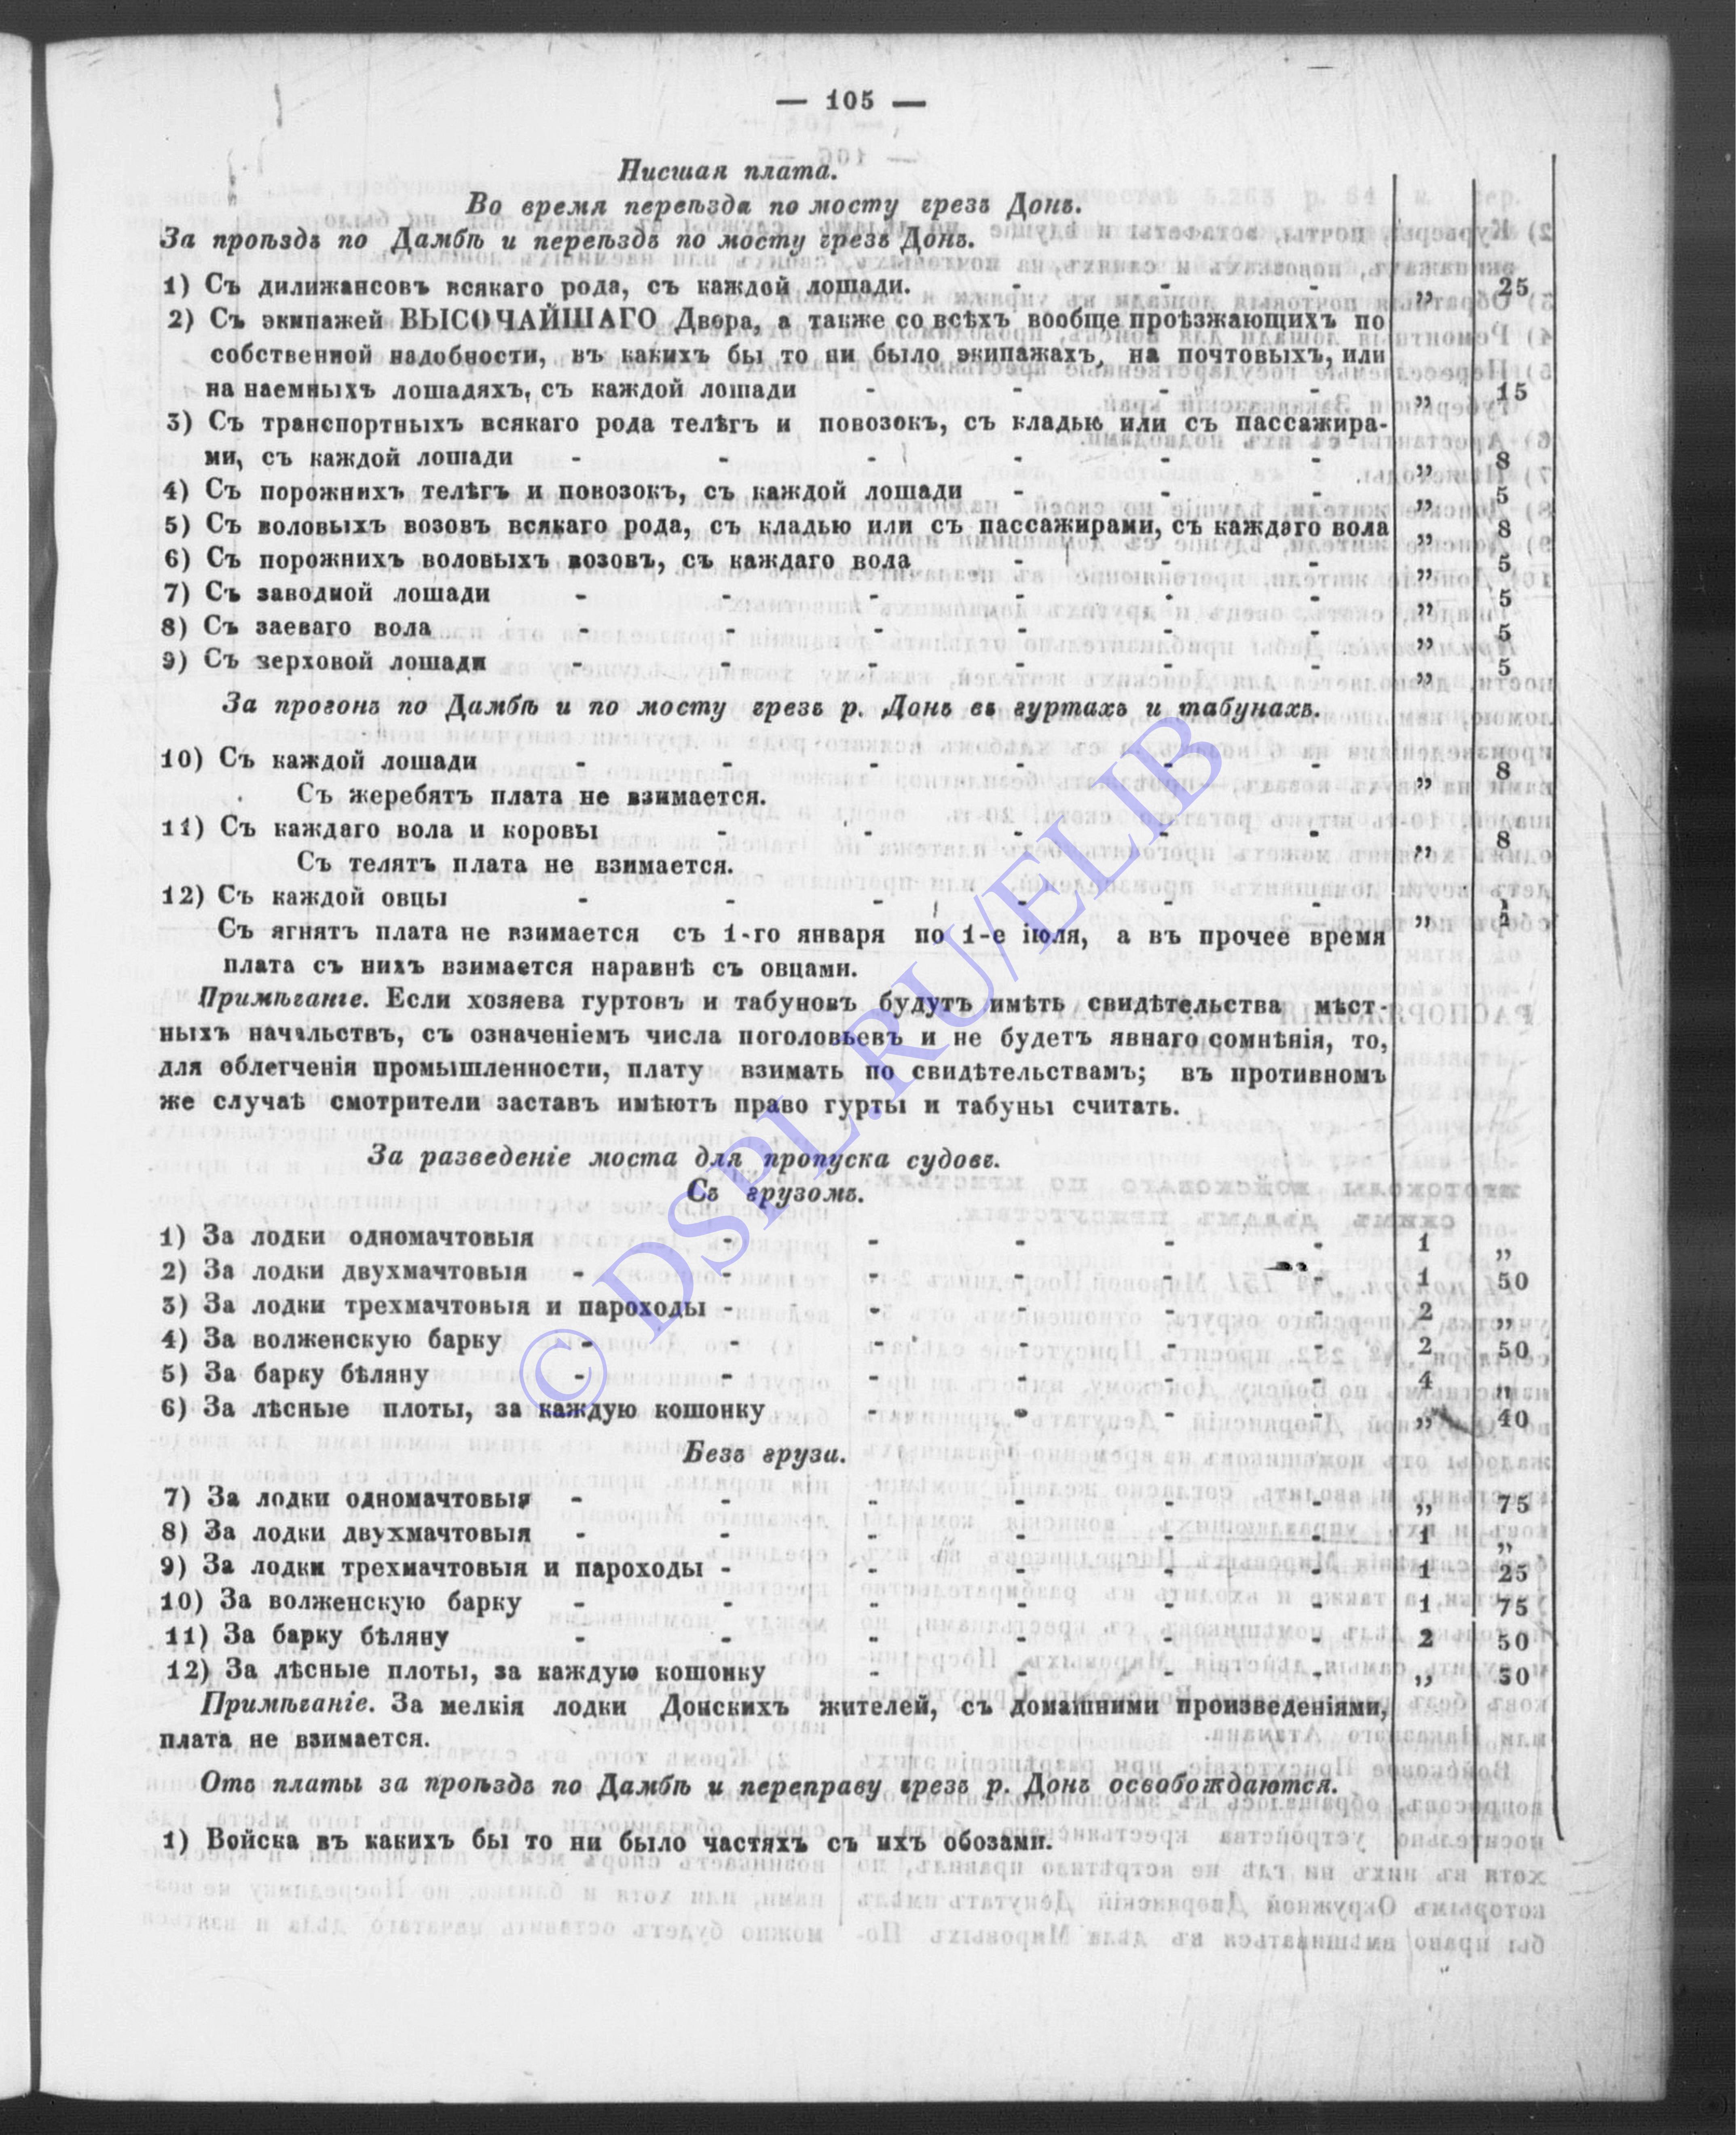 — 105 —
Нисшая плата.
Во время переѣзда по мосту чрезъ Донъ.
За проѣздъ по Дамбѣ и переѣздъ по мосту чрезъ Донъ.
1) Съ дилижансовъ всякаго рода, съ каждой лошади. - - - „ 25
2) Съ экипажей ВЫСОЧАЙШАГО Двора, а также со всѣхъ вообще проѣзжающихъ по
собственной надобности, въ какихъ бы то ни было экипажахъ, на почтовыхъ, или
на наемныхъ лошадяхъ, съ каждой лошади - - - - „ 15
3) Съ транспортныхъ всякаго рода телѣгъ и повозокъ, съ кладью или съ пассажира-
ми, съ каждой лошади - - - - - - „ 8
4) Съ порожнихъ телѣгъ и повозокъ, съ каждой лошади - - - „ 5
5) Съ воловыхъ возовъ всякаго рода, съ кладью или съ пассажирами, съ каждаго вола „ 8
6) Съ порожнихъ воловыхъ возовъ, съ каждаго вола - - - „ 5
7) Съ заводной лошади - - - - - - „ 5
8) Съ заеваго вола - - - - - - „ 5
9) Съ верховой лошади - - - - - - „ 5
За прогонъ по Дамбѣ и по мосту чрезъ р. Донъ въ гуртахъ и табунахъ.
10) Съ каждой лошади - - - - - - „ 8
Съ жеребятъ плата не взимается.
11) Съ каждаго вола и коровы - - - - - „ 8
Съ телятъ плата не взимается.
12) Съ каждой овцы - - - - - - „ ½
Съ ягнятъ плата не взимается съ 1-го января по 1-е іюля, а въ прочее время
плата съ нихъ взимается наравнѣ съ овцами.
Примѣчаніе. Если хозяева гуртовъ и табуновъ будутъ имѣть свидѣтельства мѣст-
ныхъ начальствъ, съ означеніемъ числа поголовьевъ и не будетъ явнаго сомнѣнія, то,
для облегченія промышленности, плату взимать по свидѣтельствамъ; въ противномъ
же случаѣ смотрители заставъ имѣютъ право гурты и табуны считать.
За разведеніе моста для пропуска судовъ.
Съ грузомъ.
1) За лодки одномачтовыя - - - - - 1 „
2) За лодки двухмачтовыя - - - - - - 1 50
3) За лодки трехмачтовыя и пароходы - - - - - 2 „
4) За волженскую барку - - - - - - 2 50
5) За барку бѣляну - - - - - - 4 „
6) За лѣсные плоты, за каждую кошонку - - - - „ 40
Безъ груза.
7) За лодки одномачтовыя - - - - - - „ 75
8) За лодки двухмачтовыя - - - - - - 1 „
9) За лодки трехмачтовыя и пароходы - - - - - 1 25
10) За волженскую барку - - - - - - 1 75
11) За барку бѣляну - - - - - - 2 50
12) За лѣсные плоты, за каждую кошонку - - - - „ 30
Примѣчаніе. За мелкія лодки Донскихъ жителей, съ домашними произведеніями,
плата не взимается.
Отъ платы за проѣздъ по Дамбѣ и переправу чрезъ р. Донъ освобождаются.
1) Войска въ какихъ бы то ни было частяхъ съ ихъ обозами.
© DSPL.RU/ELIB